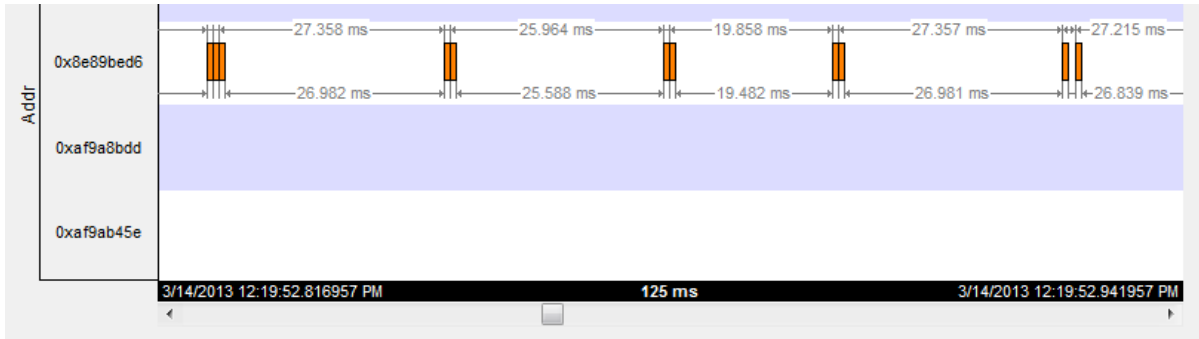 27.358 ms 25.964 ms 19.858 ms 27.357 ms 27.215 ms
0x8e89bed6
26.982 ms 25.588 ms 19.482 ms 26.981 ms 26.839 ms
Addr
0xaf9a8bdd
0xaf9ab45e
3/14/2013 12:19:52.816957 PM 125 ms 3/14/2013 12:19:52.941957 PM